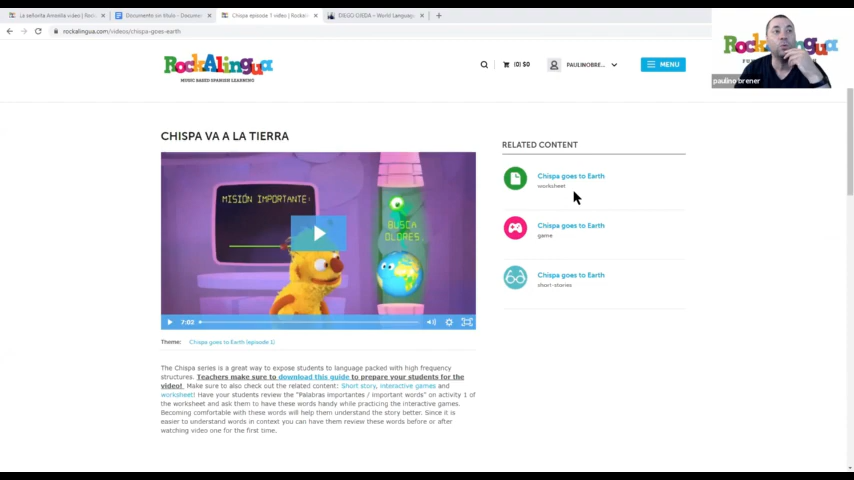 La señorita Amelida video | Rock
Documento sin título - Docume
Chispa episode 1 video | Rockal
DIEGO OJEDA – World Languag
rockalingua.com/videos/chispa-goes-earth
RockALingua
MUSIC BASED SPANISH LEARNING
(0) $0
PAULINOBRE...
MENU
RockALingua
paulino brener
CHISPA VA A LA TIERRA
MISIÓN IMPORTANTE:
BUSCA
OLORES
7:03
Theme: Chispa goes to Earth (episode 1)
The Chispa series is a great way to expose students to language packed with high frequency
structures. Teachers make sure to download this guide to prepare your students for the
video! Make sure to also check out the related content: Short story, interactive games and
worksheet! Have your students review the "Palabras importantes / important words" on activity 1 of
the worksheet and ask them to have these words handy while practicing the interactive games.
Becoming comfortable with these words will help them understand the story better. Since it is
easier to understand words in context you can have them review these words before or after
watching video one for the first time.
RELATED CONTENT
Chispa goes to Earth
worksheet
Chispa goes to Earth
game
Chispa goes to Earth
short-stories